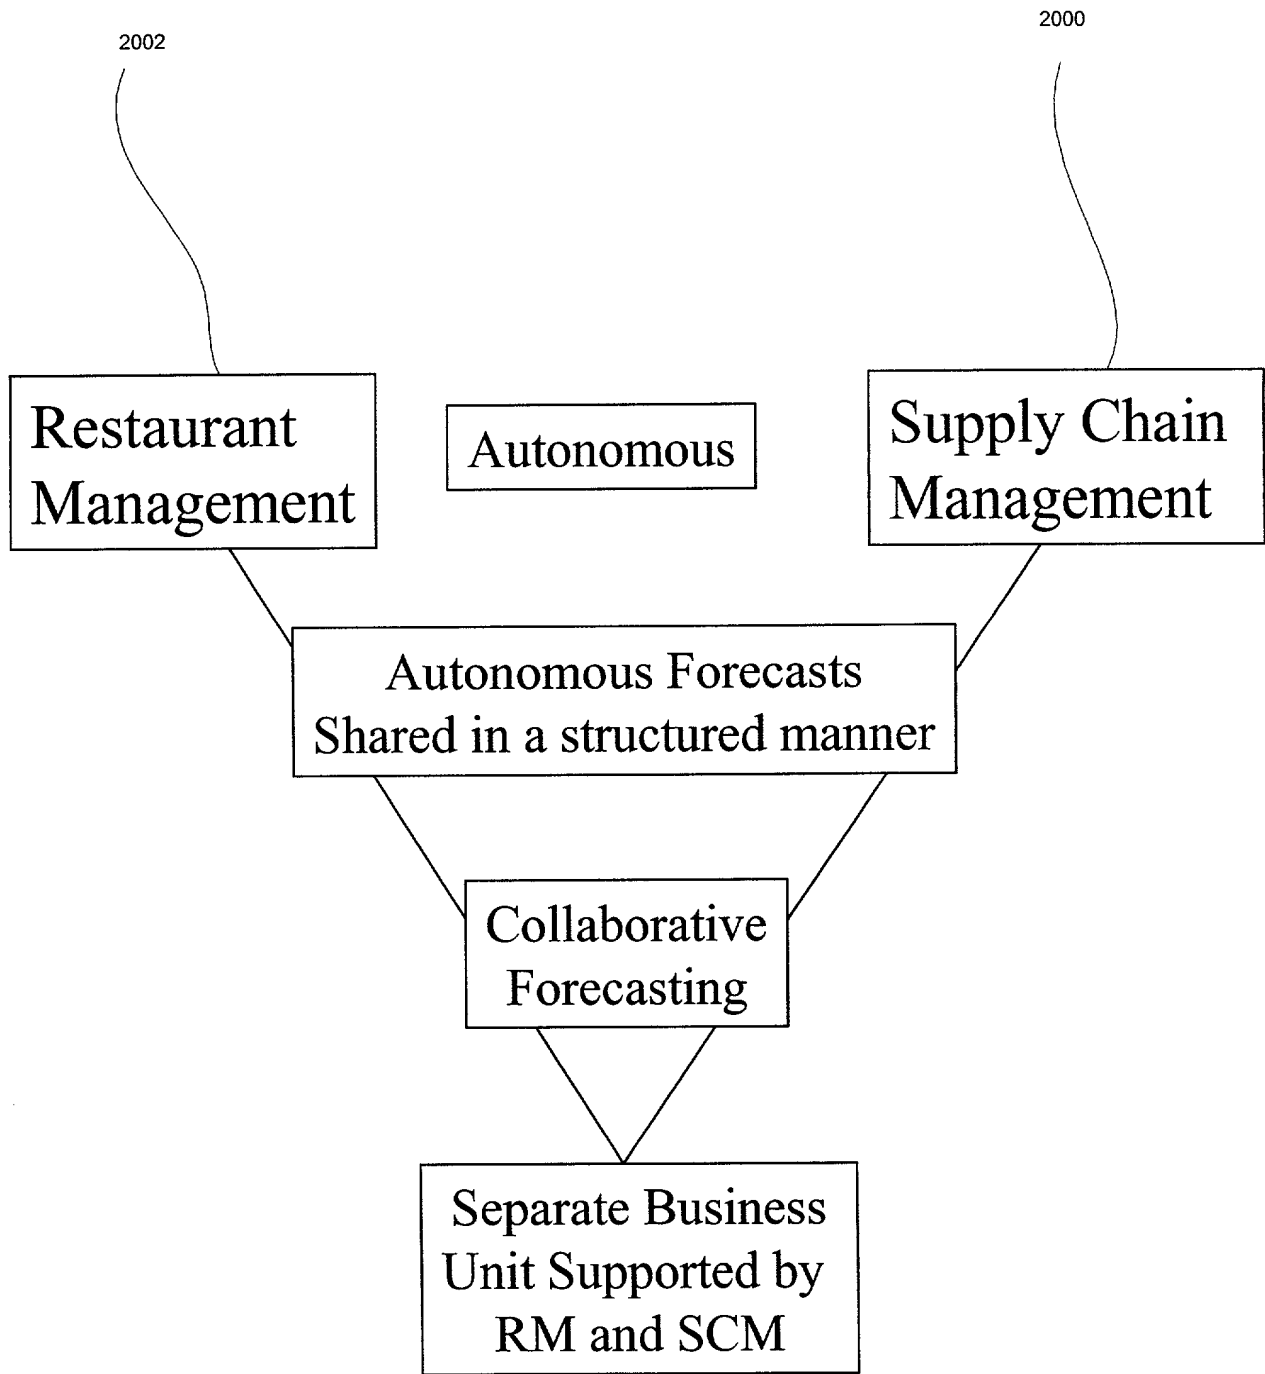 2002
2000
Restaurant
Management
Autonomous
Supply Chain
Management
Autonomous Forecasts
Shared in a structured manner
Collaborative
Forecasting
Separate Business
Unit Supported by
RM and SCM